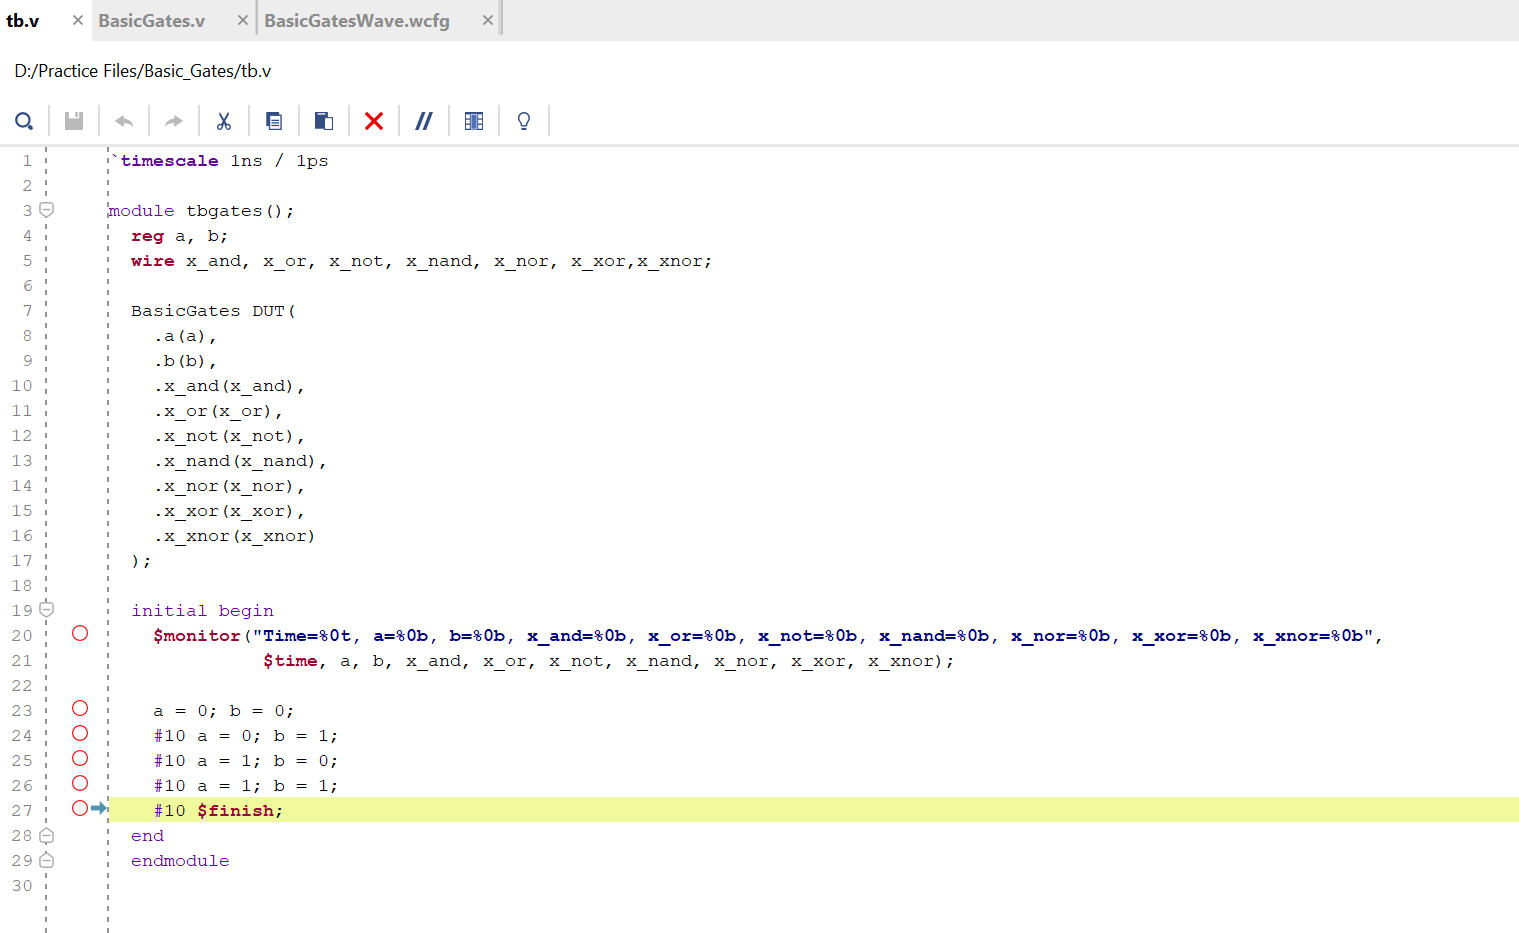 tb.v × BasicGates.v × BasicGatesWave.wcfg ×
D:/Practice Files/Basic_Gates/tb.v
1 `timescale 1ns / 1ps
2
3 module tbgates();
4 reg a, b;
5 wire x_and, x_or, x_not, x_nand, x_nor, x_xor,x_xnor;
6
7 BasicGates DUT(
8 .a(a),
9 .b(b),
10 .x_and(x_and),
11 .x_or(x_or),
12 .x_not(x_not),
13 .x_nand(x_nand),
14 .x_nor(x_nor),
15 .x_xor(x_xor),
16 .x_xnor(x_xnor)
17 );
18
19 initial begin
20 $monitor("Time=%0t, a=%0b, b=%0b, x_and=%0b, x_or=%0b, x_not=%0b, x_nand=%0b, x_nor=%0b, x_xor=%0b, x_xnor=%0b",
21 $time, a, b, x_and, x_or, x_not, x_nand, x_nor, x_xor, x_xnor);
22
23 a = 0; b = 0;
24 #10 a = 0; b = 1;
25 #10 a = 1; b = 0;
26 #10 a = 1; b = 1;
27 #10 $finish;
28 end
29 endmodule
30